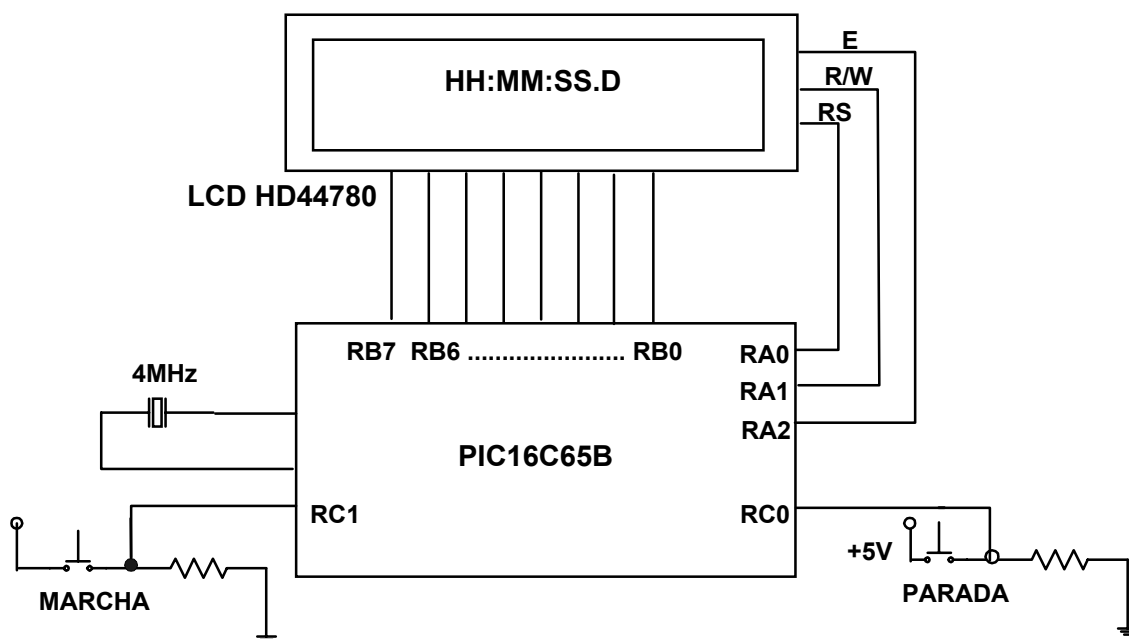 E
HH:MM:SS.D
R/W
RS
LCD HD44780
RB7 RB6 ....................... RB0
RA0
4MHz
RA1
RA2
PIC16C65B
RC1
RC0
+5V
MARCHA
PARADA